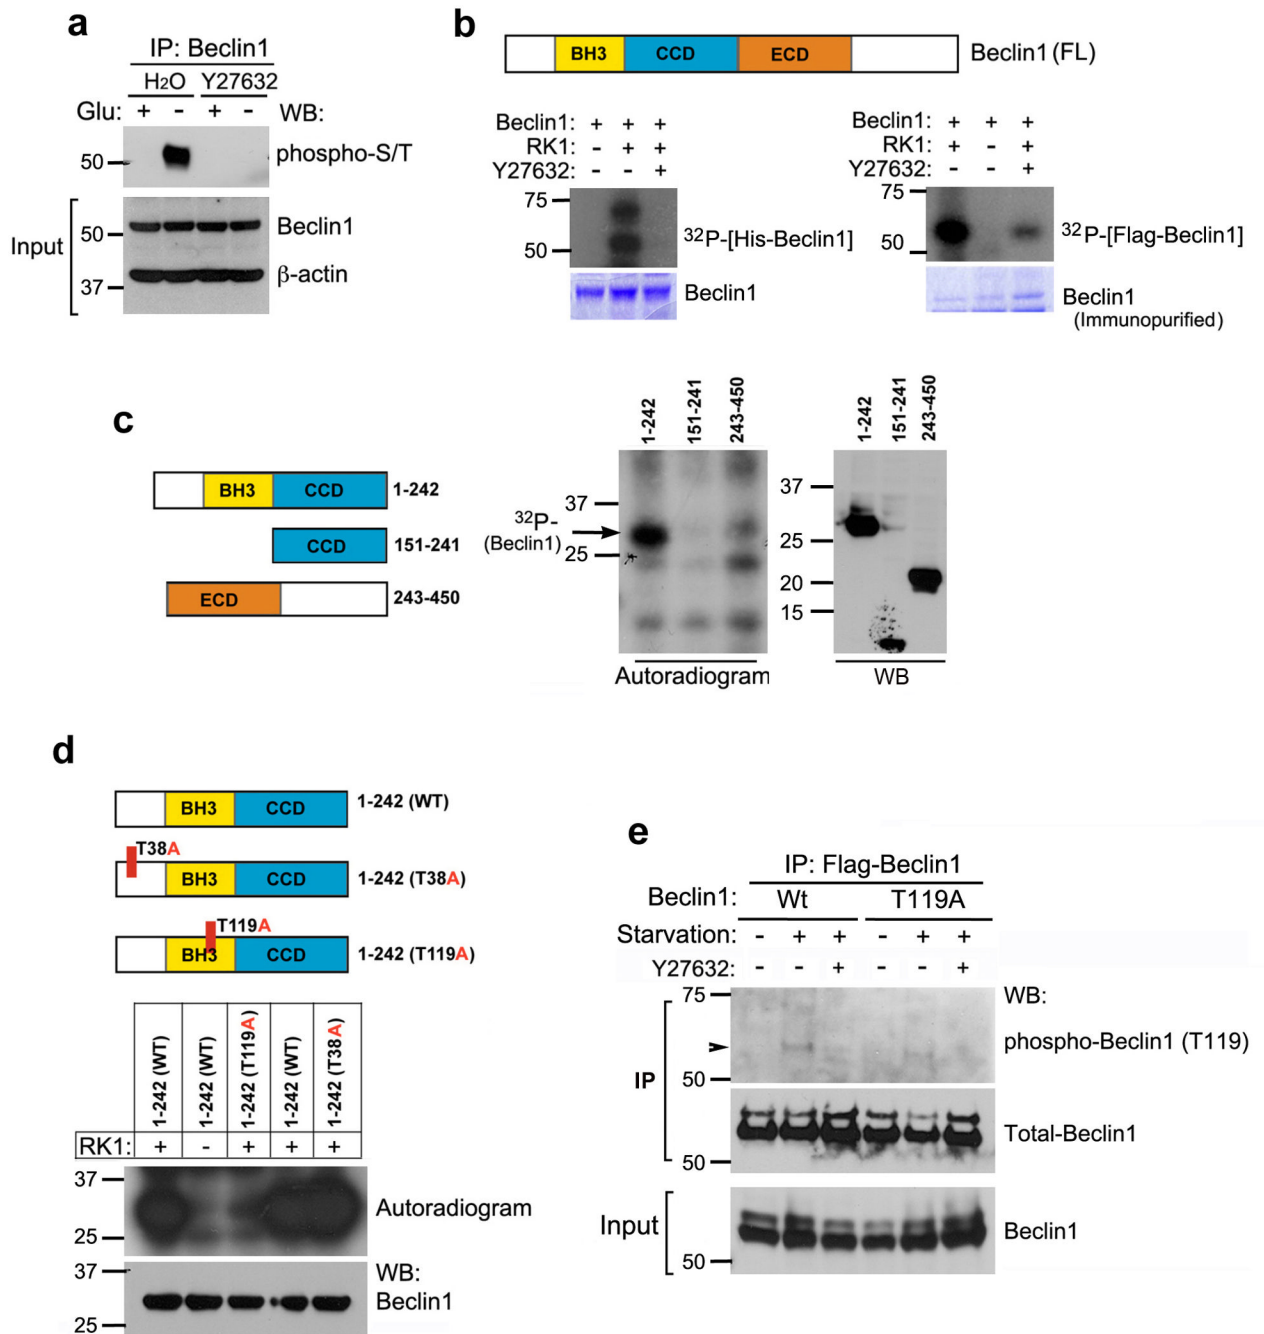 a
IP: Beclin1
H2O Y27632
Glu: + - + - WB:
50 phospho-S/T
Input
50 Beclin1
37 β-actin
b
BH3 CCD ECD Beclin1 (FL)
Beclin1: + + +
RK1: - + +
Y27632: - - +
75
50 32P-[His-Beclin1]
Beclin1
Beclin1: + + +
RK1: + - +
Y27632: - - +
75
50 32P-[Flag-Beclin1]
Beclin1
(Immunopurified)
c
BH3 CCD 1-242
CCD 151-241
ECD 243-450
1-242 151-241 243-450
37
32P-
(Beclin1)
25
Autoradiogram
1-242 151-241 243-450
37
25
20
15
WB
d
BH3 CCD 1-242 (WT)
T38A
BH3 CCD 1-242 (T38A)
T119A
BH3 CCD 1-242 (T119A)
1-242 (WT) 1-242 (WT) 1-242 (T119A) 1-242 (WT) 1-242 (T38A)
RK1: + - + + +
37
Autoradiogram
25
37 WB:
Beclin1
25
e
IP: Flag-Beclin1
Beclin1: Wt T119A
Starvation: - + + - + +
Y27632: - - + - - +
75 WB:
phospho-Beclin1 (T119)
IP
50
Total-Beclin1
50
Input Beclin1
50